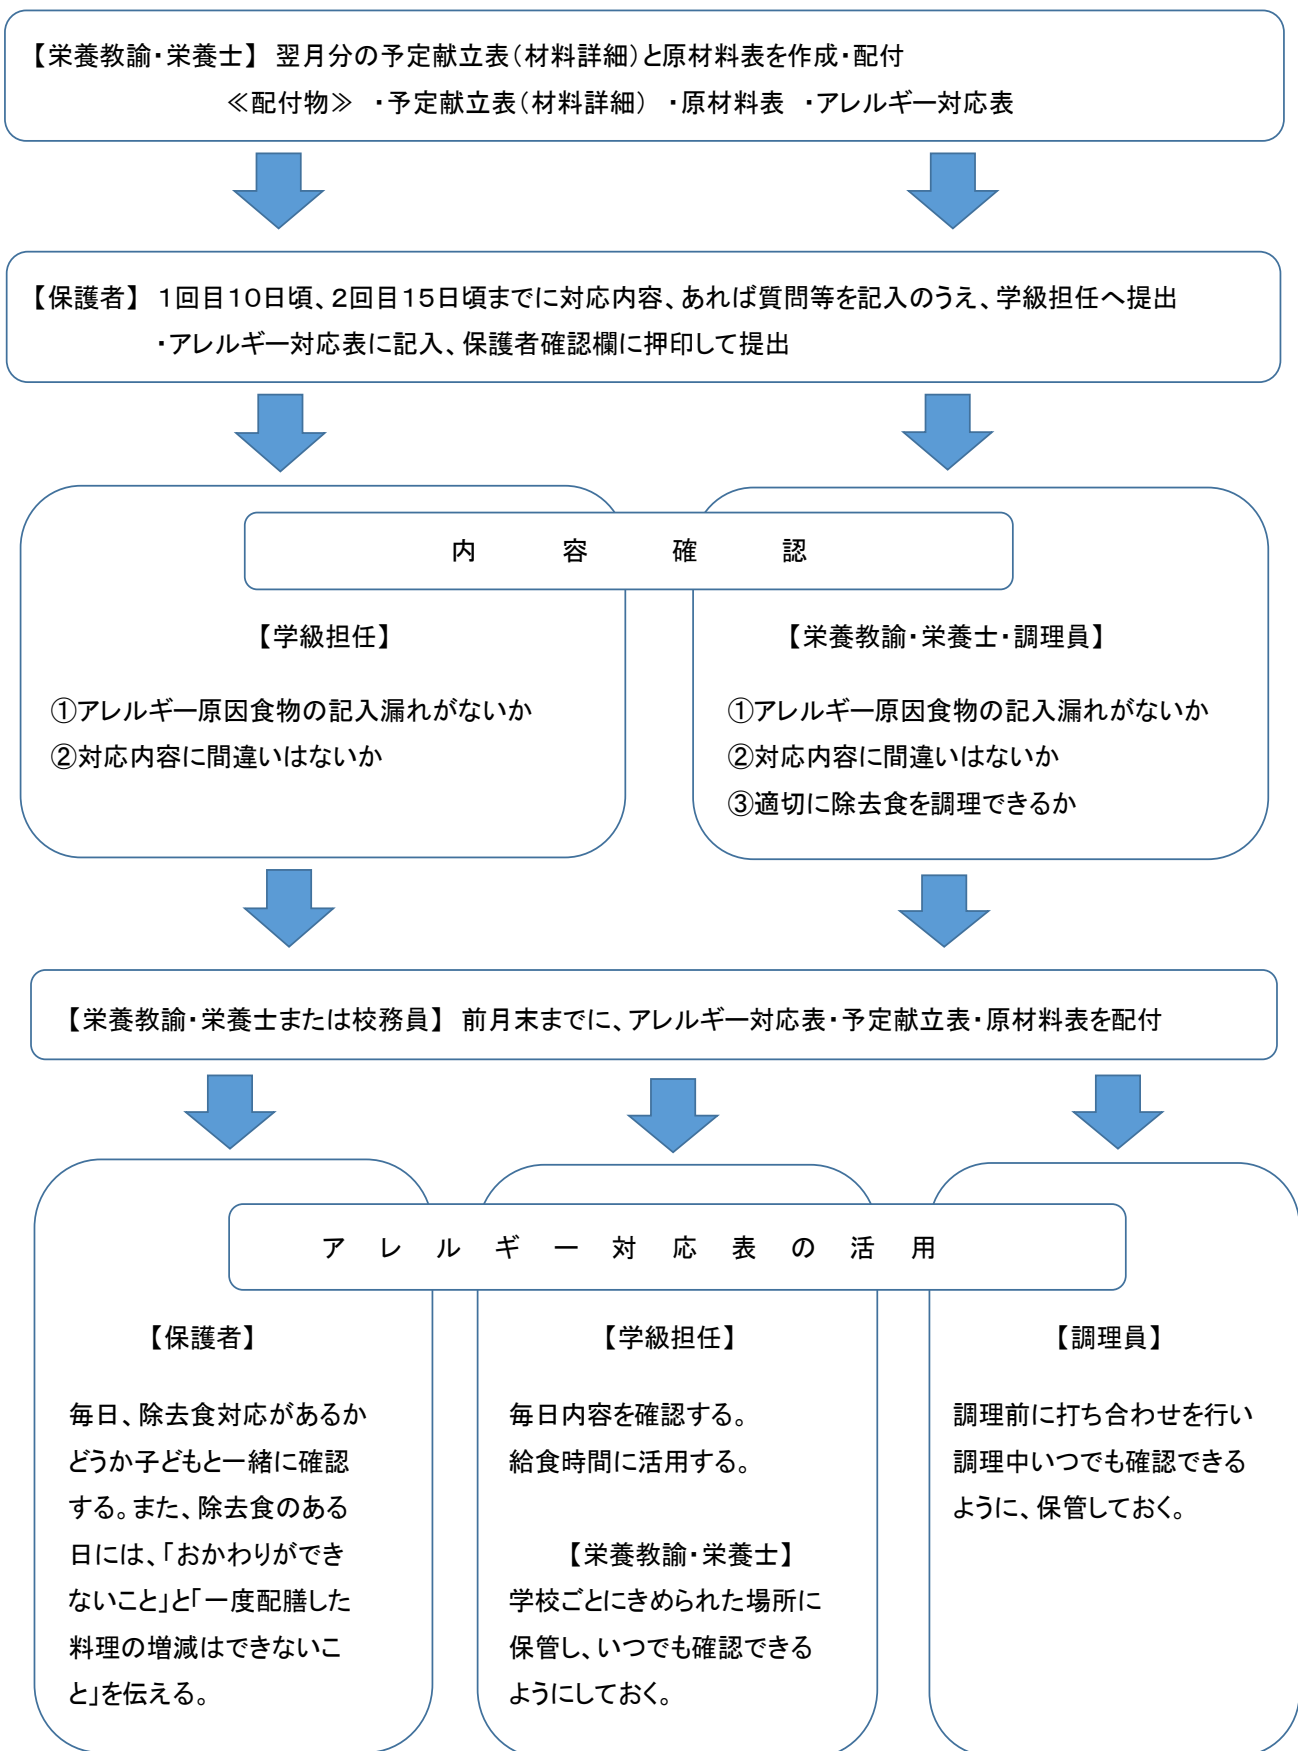 【栄養教諭・栄養士】 翌月分の予定献立表(材料詳細)と原材料表を作成・配付
≪配付物≫ ・予定献立表(材料詳細) ・原材料表 ・アレルギー対応表
【保護者】 1回目10日頃、2回目15日頃までに対応内容、あれば質問等を記入のうえ、学級担任へ提出
・アレルギー対応表に記入、保護者確認欄に押印して提出
内 容 確 認
【学級担任】
①アレルギー原因食物の記入漏れがないか
②対応内容に間違いはないか
【栄養教諭・栄養士・調理員】
①アレルギー原因食物の記入漏れがないか
②対応内容に間違いはないか
③適切に除去食を調理できるか
【栄養教諭・栄養士または校務員】 前月末までに、アレルギー対応表・予定献立表・原材料表を配付
ア レ ル ギ ー 対 応 表 の 活 用
【保護者】
毎日、除去食対応があるか
どうか子どもと一緒に確認
する。また、除去食のある
日には、「おかわりができ
ないこと」と「一度配膳した
料理の増減はできないこ
と」を伝える。
【学級担任】
毎日内容を確認する。
給食時間に活用する。
【栄養教諭・栄養士】
学校ごとにきめられた場所に
保管し、いつでも確認できる
ようにしておく。
【調理員】
調理前に打ち合わせを行い
調理中いつでも確認できる
ように、保管しておく。